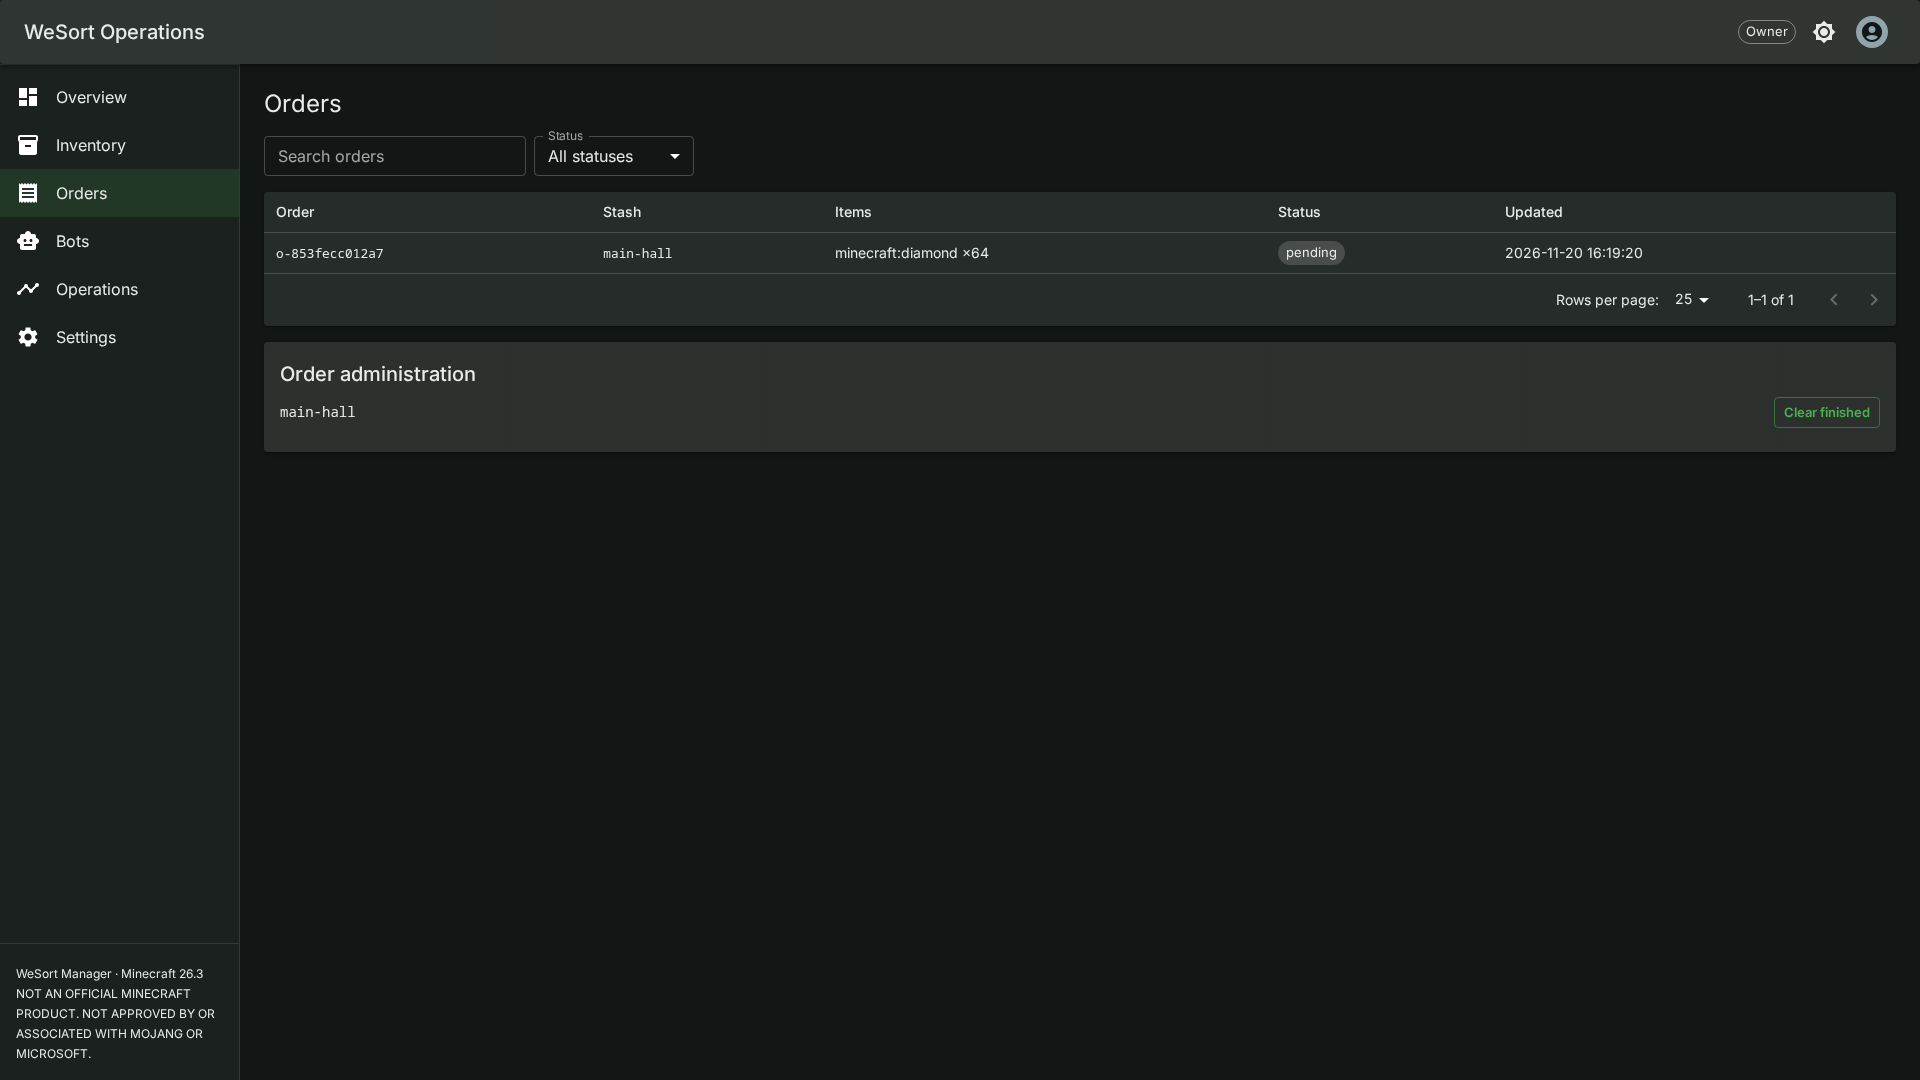 WeSort Operations
Owner
Overview
Inventory
Orders
Bots
Operations
Settings
Orders
Search orders
Status
All statuses
Order Stash Items Status Updated
o-853fecc012a7 main-hall minecraft:diamond ×64 pending 2026-11-20 16:19:20
Rows per page: 25 1–1 of 1
Order administration
main-hall
Clear finished
WeSort Manager · Minecraft 26.3
NOT AN OFFICIAL MINECRAFT
PRODUCT. NOT APPROVED BY OR
ASSOCIATED WITH MOJANG OR
MICROSOFT.